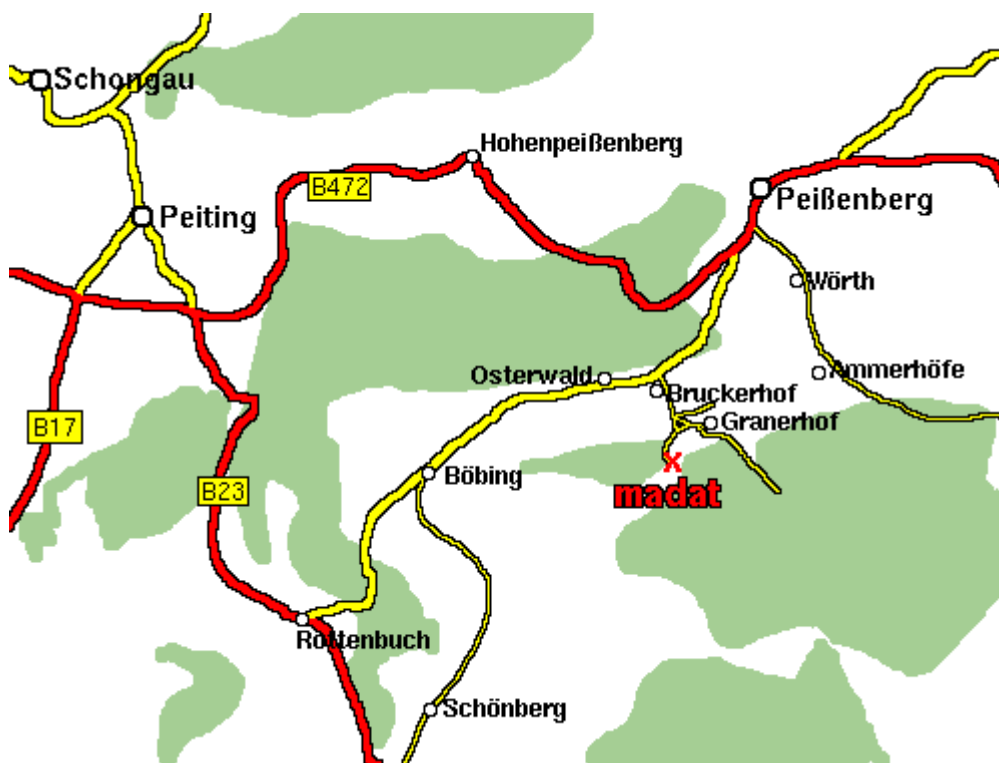 Schongau
Hohenpeißenberg
B472
Peißenberg
Peiting
Wörth
Osterwald
Ammerhöfe
Bruckerhof
Granerhof
B17
x
Böbing
B23
madat
Rottenbuch
Schönberg